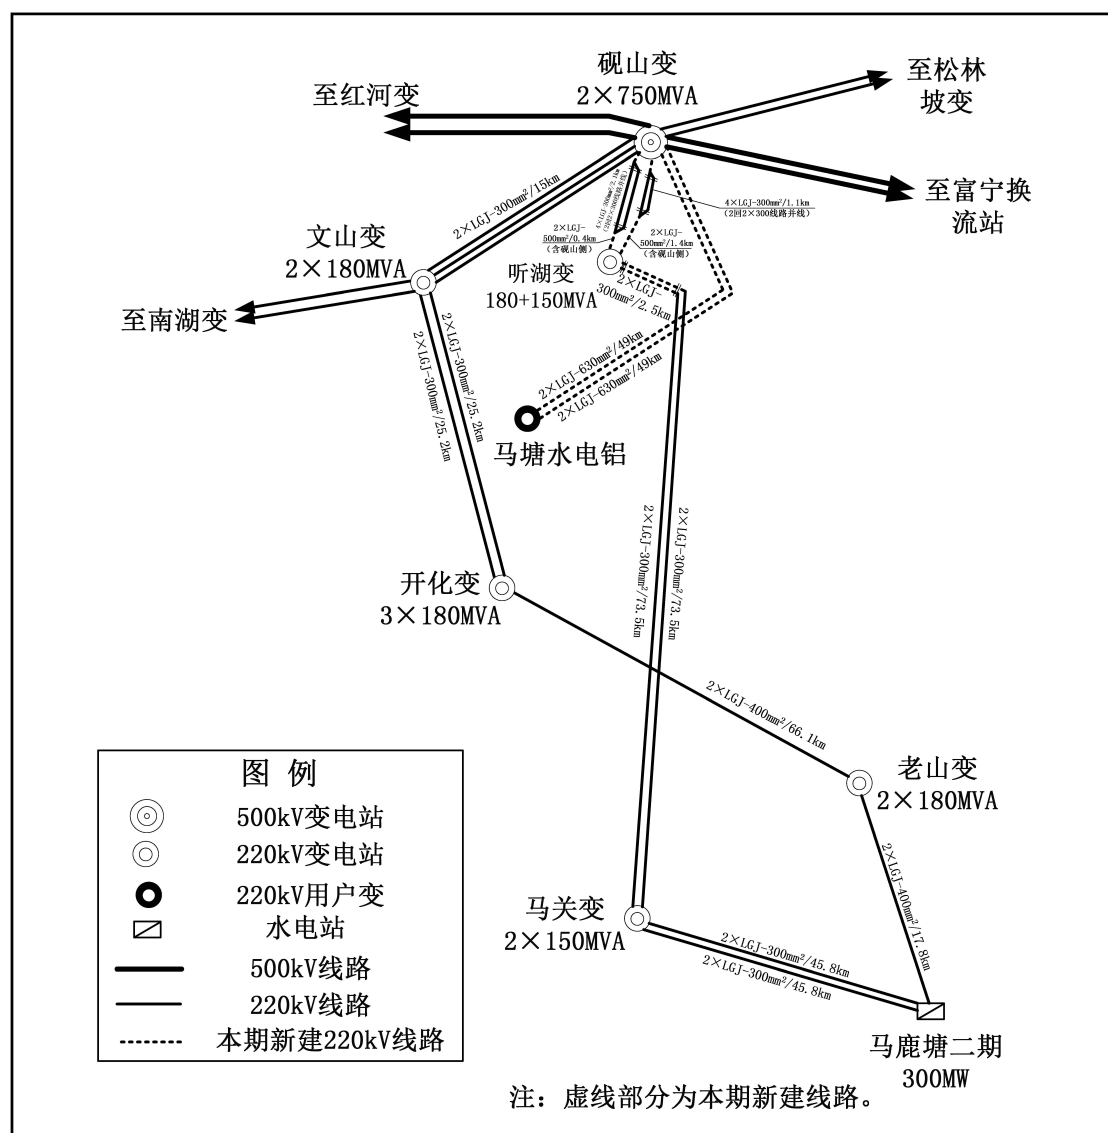 砚山变
2×750MVA
至红河变
至松林
坡变
至富宁换
流站
2×LGJ-300mm²/15km
4×LGJ-300mm²/1.1km
(2回2×300线路并线)
文山变
2×180MVA
2×LGJ-
500mm²/0.4km
(含砚山侧)
2×LGJ-
500mm²/1.4km
(含砚山侧)
听湖变
180+150MVA
2×LGJ-
300mm²/2.5km
至南湖变
2×LGJ-300mm²/25.2km
2×LGJ-300mm²/25.2km
2×LGJ-630mm²/49km
2×LGJ-630mm²/49km
马塘水电铝
2×LGJ-300mm²/73.5km
2×LGJ-300mm²/73.5km
开化变
3×180MVA
2×LGJ-400mm²/66.1km
老山变
2×180MVA
2×LGJ-400mm²/17.8km
马关变
2×150MVA
2×LGJ-300mm²/45.8km
2×LGJ-300mm²/45.8km
马鹿塘二期
300MW
图 例
500kV变电站
220kV变电站
220kV用户变
水电站
500kV线路
220kV线路
本期新建220kV线路
注：虚线部分为本期新建线路。